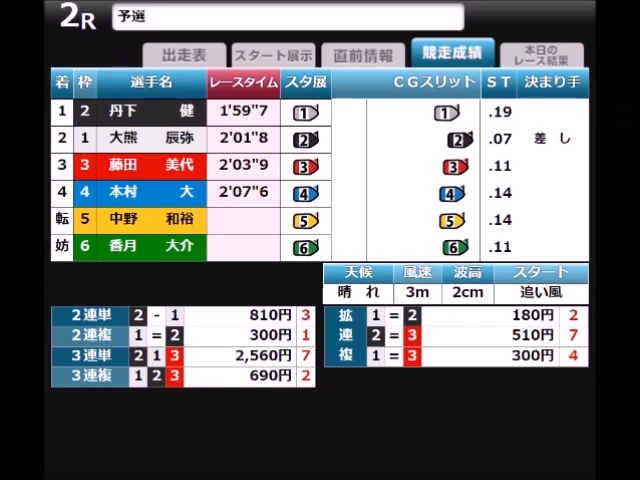 2R 予選
出走表 スタート展示 直前情報 競走成績 本日の
レース結果
着 枠 選手名 レースタイム スタ展 CGスリット ST 決まり手
1 2 丹下 健 1'59"7 1 1 .19
2 1 大熊 辰弥 2'01"8 2 2 .07 差 し
3 3 藤田 美代 2'03"9 3 3 .11
4 4 本村 大 2'07"6 4 4 .14
転 5 中野 和裕 5 5 .14
妨 6 香月 大介 6 6 .11
天候 風速 波高 スタート
晴 れ 3m 2cm 追い風
2連単 2 - 1 810円 3 拡 1 = 2 180円 2
2連複 1 = 2 300円 1 連 2 = 3 510円 7
3連単 2 1 3 2,560円 7 複 1 = 3 300円 4
3連複 1 2 3 690円 2